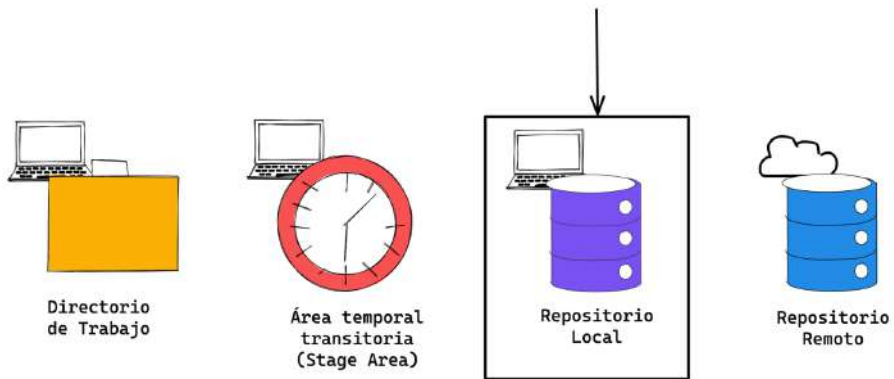 Directorio
de Trabajo
Área temporal
transitoria
(Stage Area)
Repositorio
Local
Repositorio
Remoto